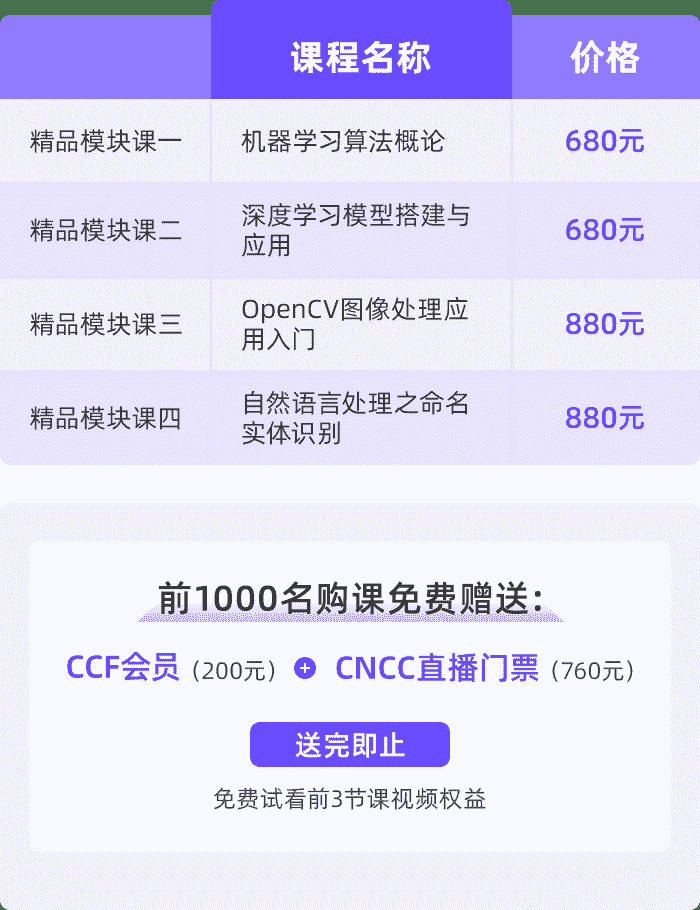 课程名称 价格
精品模块课一 机器学习算法概论 680元
精品模块课二 深度学习模型搭建与应用 680元
精品模块课三 OpenCV图像处理应用入门 880元
精品模块课四 自然语言处理之命名实体识别 880元
前1000名购课免费赠送:
CCF会员（200元） + CNCC直播门票（760元）
送完即止
免费试看前3节课视频权益